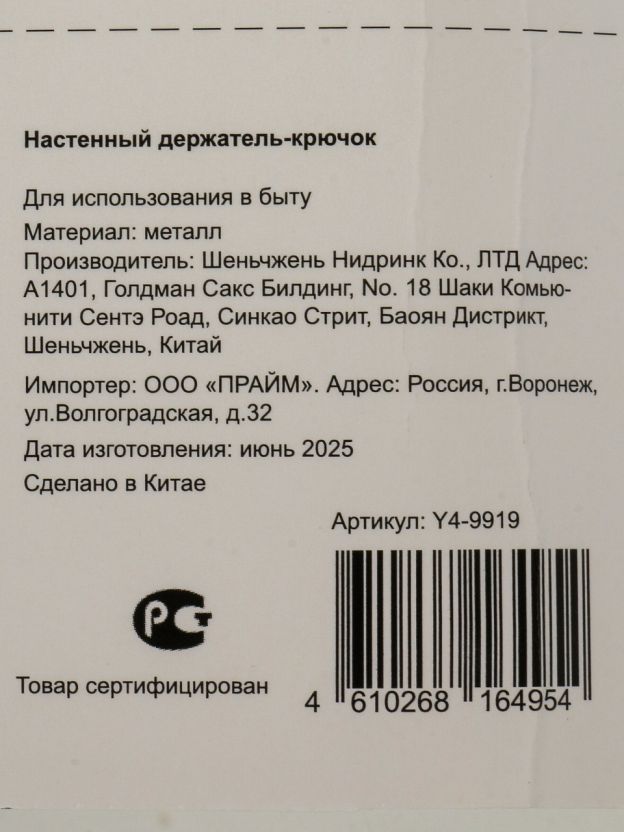 Настенный держатель-крючок
Для использования в быту
Материал: металл
Производитель: Шеньчжень Нидринк Ко., ЛТД Адрес:
А1401, Голдман Сакс Билдинг, No. 18 Шаки Комью-
нити Сентэ Роад, Синкао Стрит, Баоян Дистрикт,
Шеньчжень, Китай
Импортер: ООО «ПРАЙМ». Адрес: Россия, г.Воронеж,
ул.Волгоградская, д.32
Дата изготовления: июнь 2025
Сделано в Китае
Артикул: Y4-9919
РСТ
Товар сертифицирован
4 610268 164954